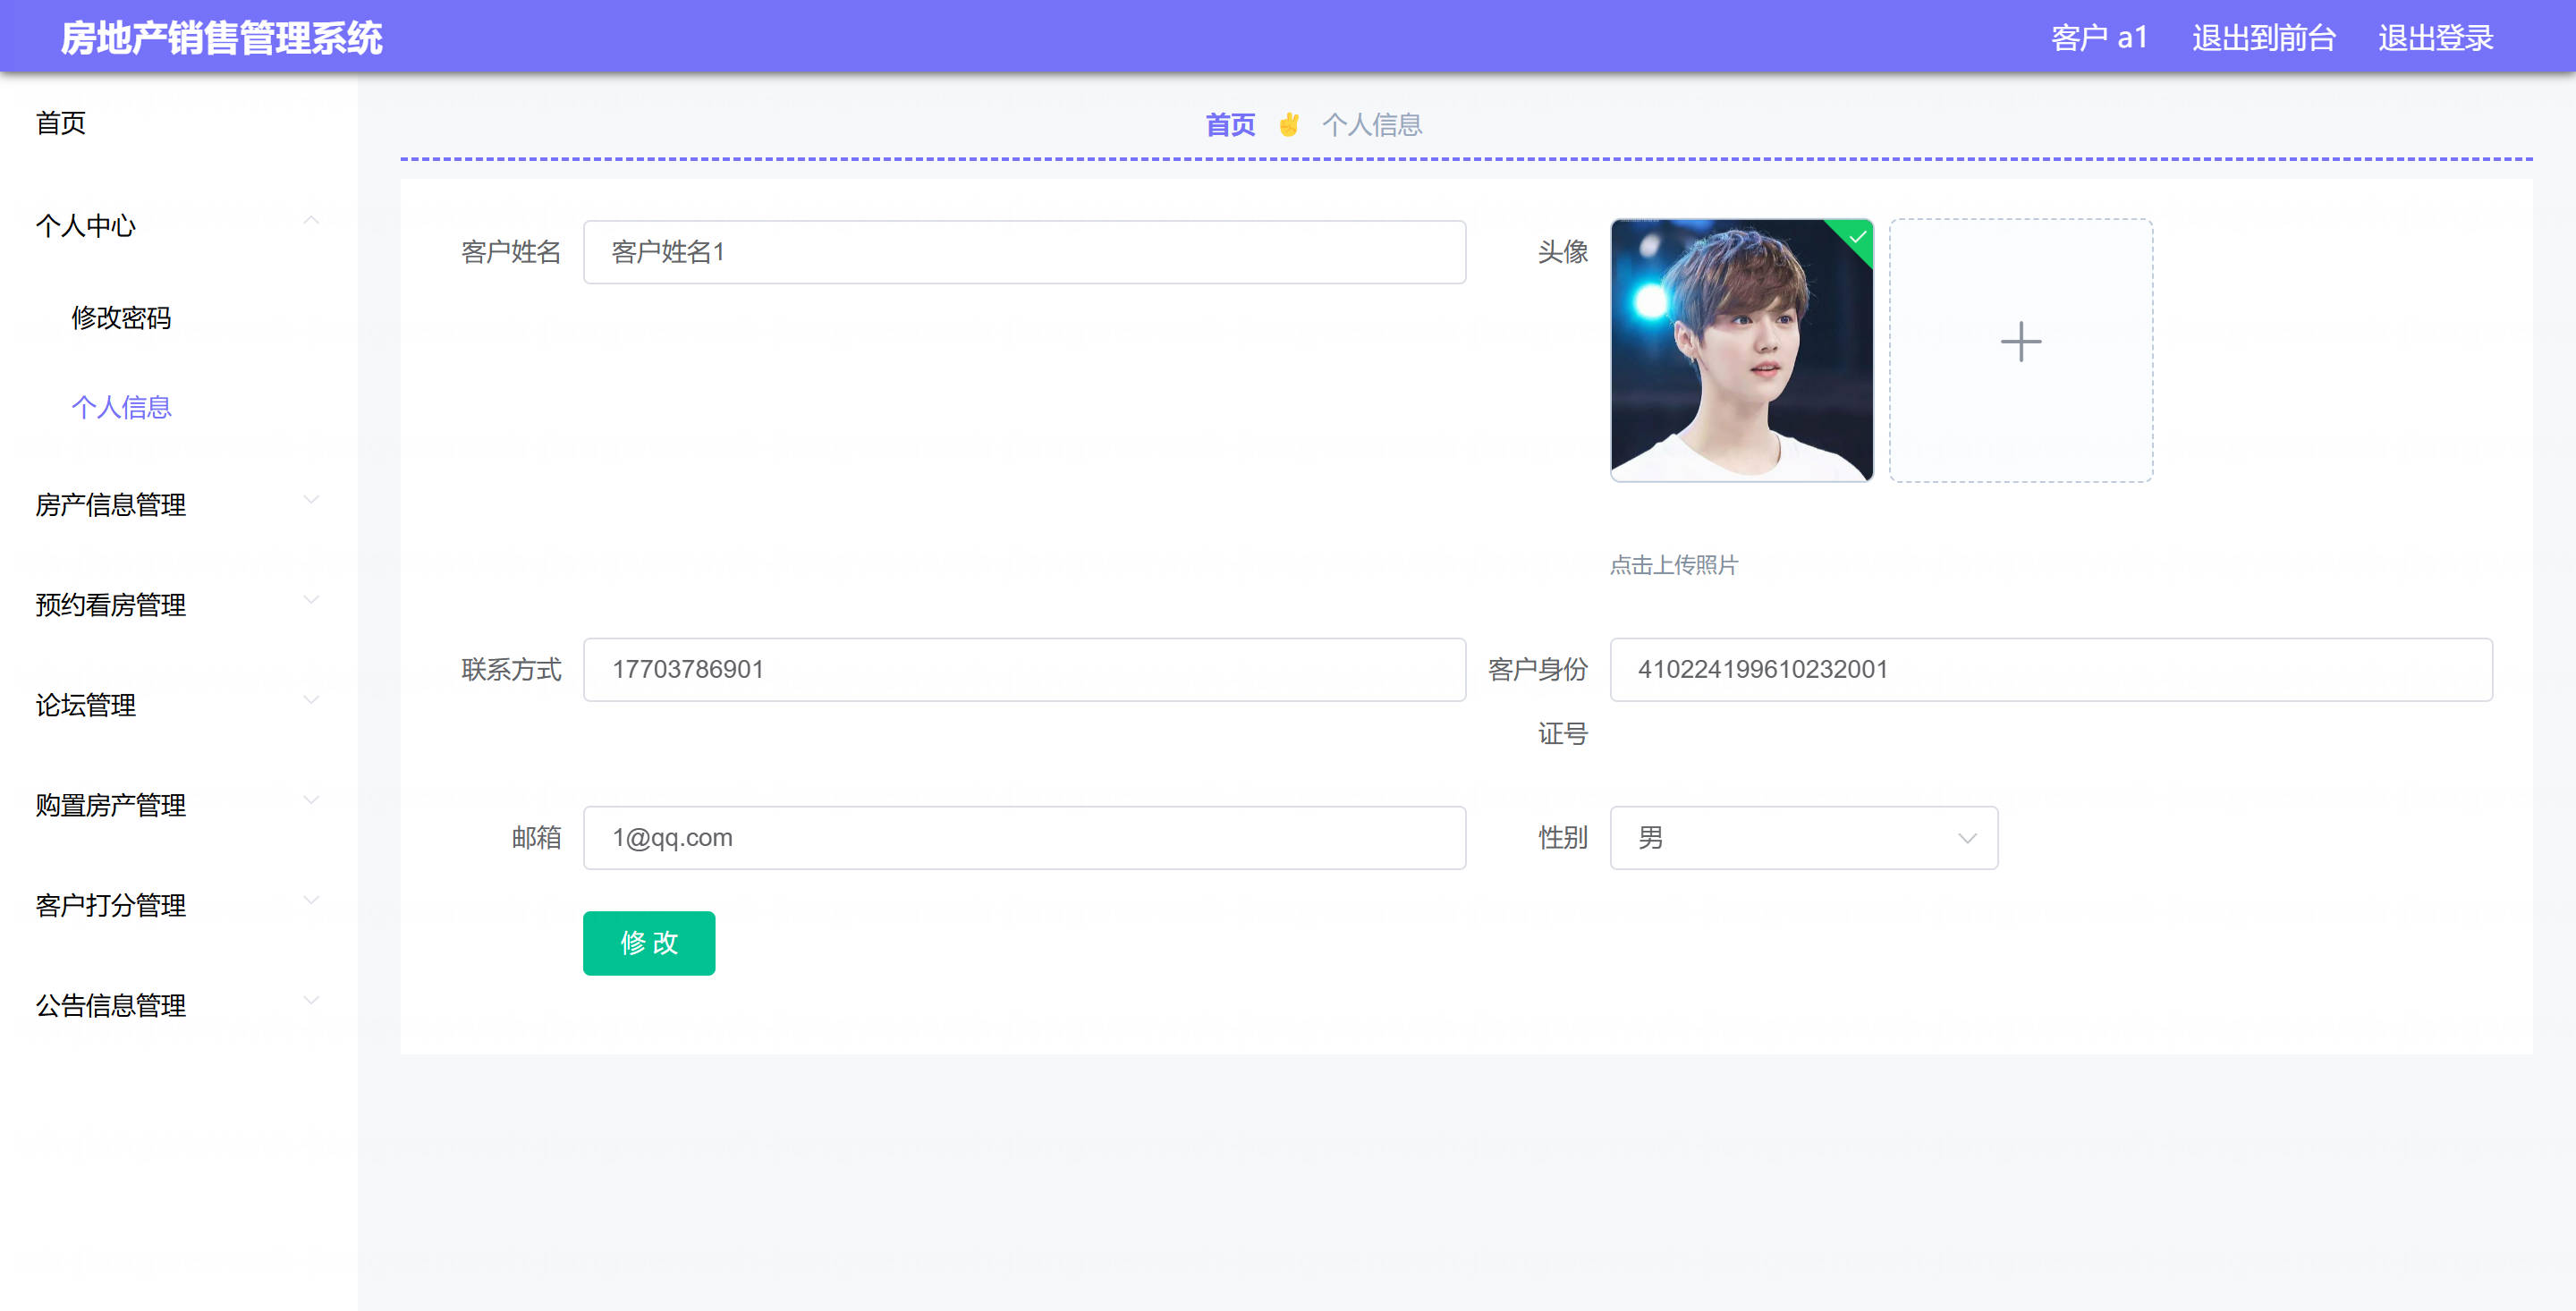 房地产销售管理系统
客户 a1 退出到前台 退出登录
首页
个人中心
修改密码
个人信息
房产信息管理
预约看房管理
论坛管理
购置房产管理
客户打分管理
公告信息管理
首页 ✌ 个人信息
客户姓名 客户姓名1
头像
点击上传照片
联系方式 17703786901
客户身份证号 410224199610232001
邮箱 1@qq.com
性别 男
修 改